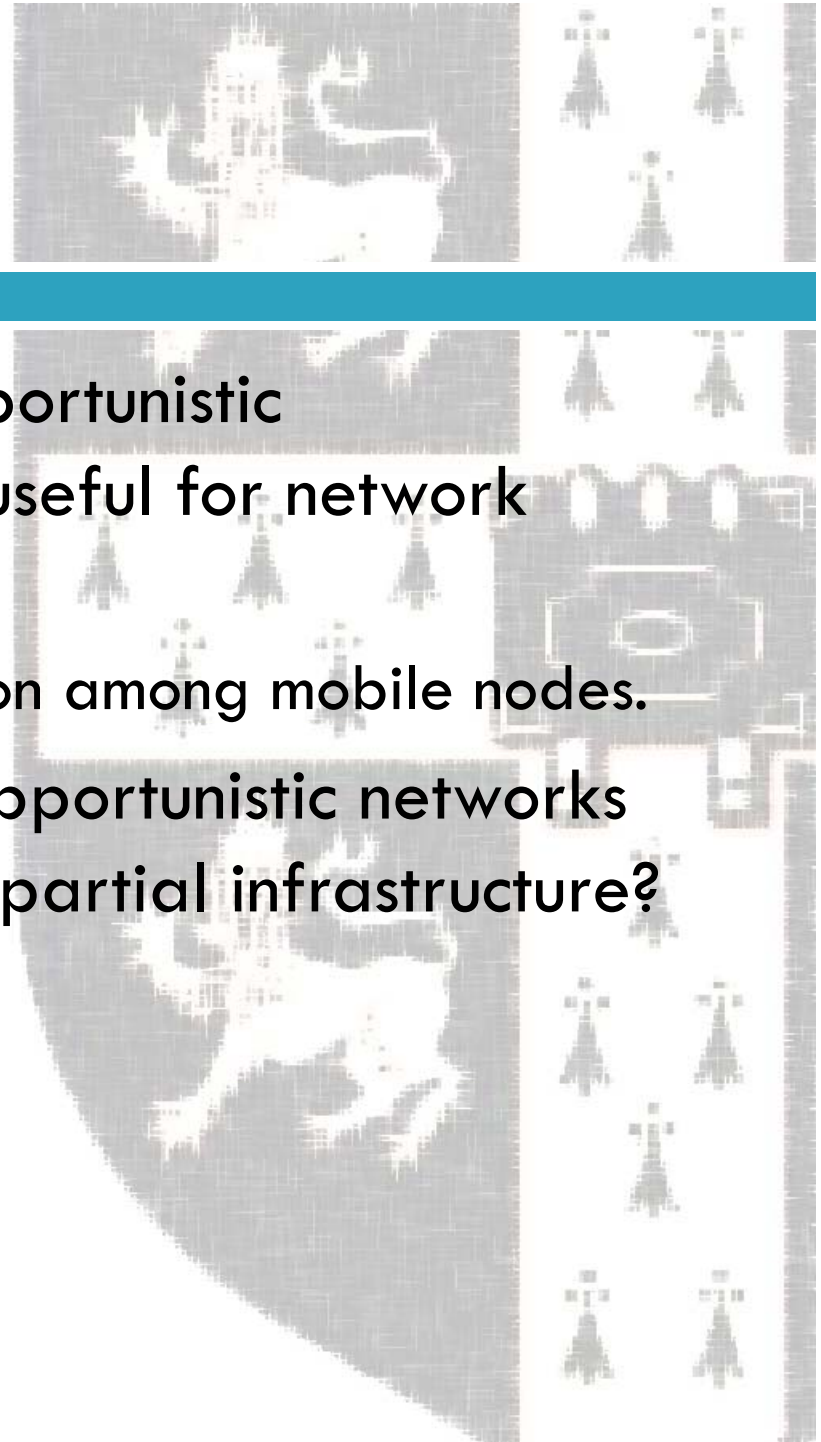 portunistic
useful for network
on among mobile nodes.
pportunistic networks
partial infrastructure?